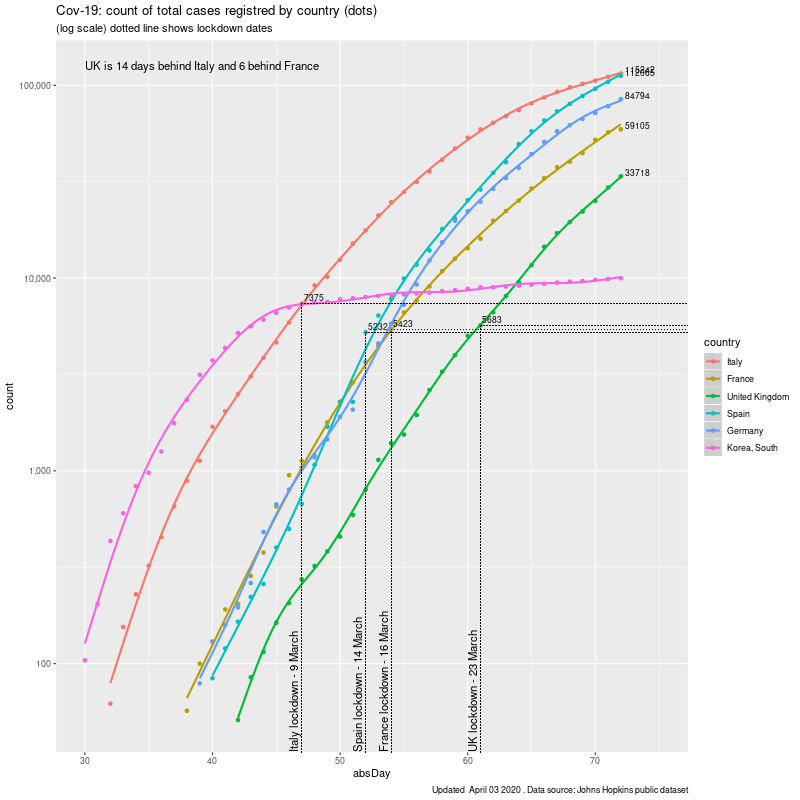 Cov-19: count of total cases registred by country (dots)
(log scale) dotted line shows lockdown dates
UK is 14 days behind Italy and 6 behind France
84794
59105
33718
7375
5232
5423
5683
100,000
10,000
1,000
100
count
Italy lockdown - 9 March
Spain lockdown - 14 March
France lockdown - 16 March
UK lockdown - 23 March
30
40
50
60
70
absDay
country
Italy
France
United Kingdom
Spain
Germany
Korea, South
Updated April 03 2020 . Data source: Johns Hopkins public dataset